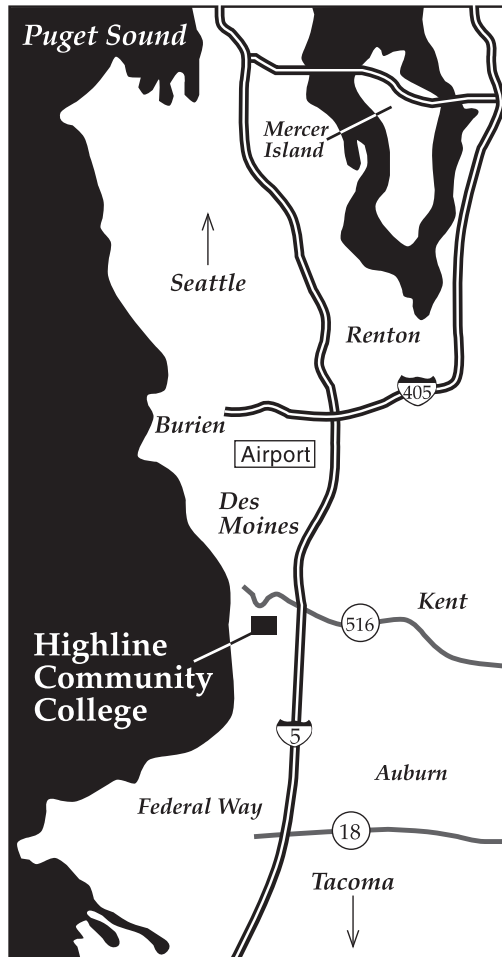 Puget Sound
Mercer
Island
Seattle
Renton
405
Burien
Airport
Des
Moines
Kent
516
Highline
Community
College
5
Auburn
Federal Way
18
Tacoma